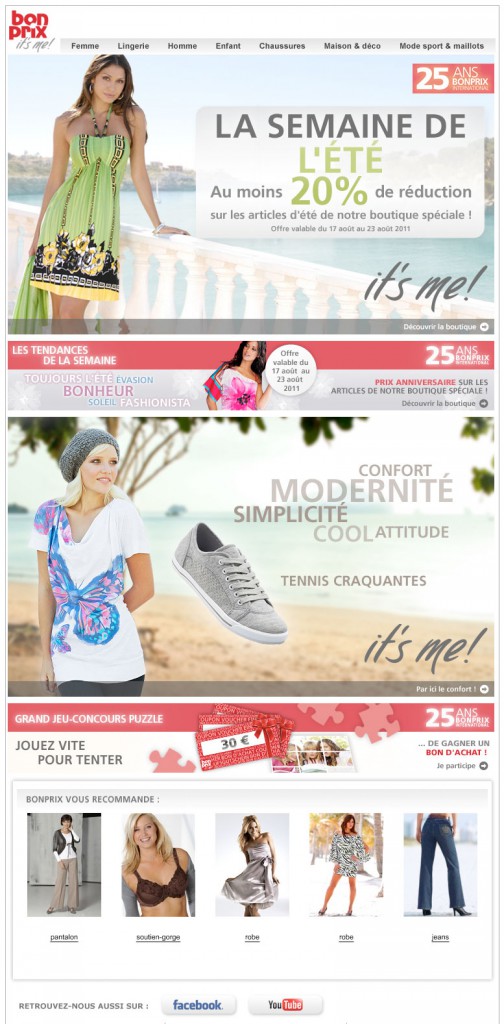 bon
prix
it's me!
Femme Lingerie Homme Enfant Chaussures Maison & déco Mode sport & maillots
25 ANS
BONPRIX
INTERNATIONAL
LA SEMAINE DE
L'ÉTÉ
Au moins 20% de réduction
sur les articles d'été de notre boutique spéciale !
Offre valable du 17 août au 23 août 2011
it's me!
Découvrir la boutique
LES TENDANCES
DE LA SEMAINE
TOUJOURS L'ÉTÉ ÉVASION
BONHEUR
SOLEIL FASHIONISTA
Offre
valable du
17 août au
23 août
2011
25 ANS
BONPRIX
INTERNATIONAL
PRIX ANNIVERSAIRE SUR LES
ARTICLES DE NOTRE BOUTIQUE SPÉCIALE !
Découvrir la boutique
CONFORT
MODERNITÉ
SIMPLICITÉ
COOL ATTITUDE
TENNIS CRAQUANTES
it's me!
Par ici le confort !
GRAND JEU-CONCOURS PUZZLE
JOUEZ VITE
POUR TENTER
30 €
25 ANS
BONPRIX
INTERNATIONAL
... DE GAGNER UN
BON D'ACHAT !
Je participe
BONPRIX VOUS RECOMMANDE :
pantalon soutien-gorge robe robe jeans
RETROUVEZ-NOUS AUSSI SUR : facebook. YouTube